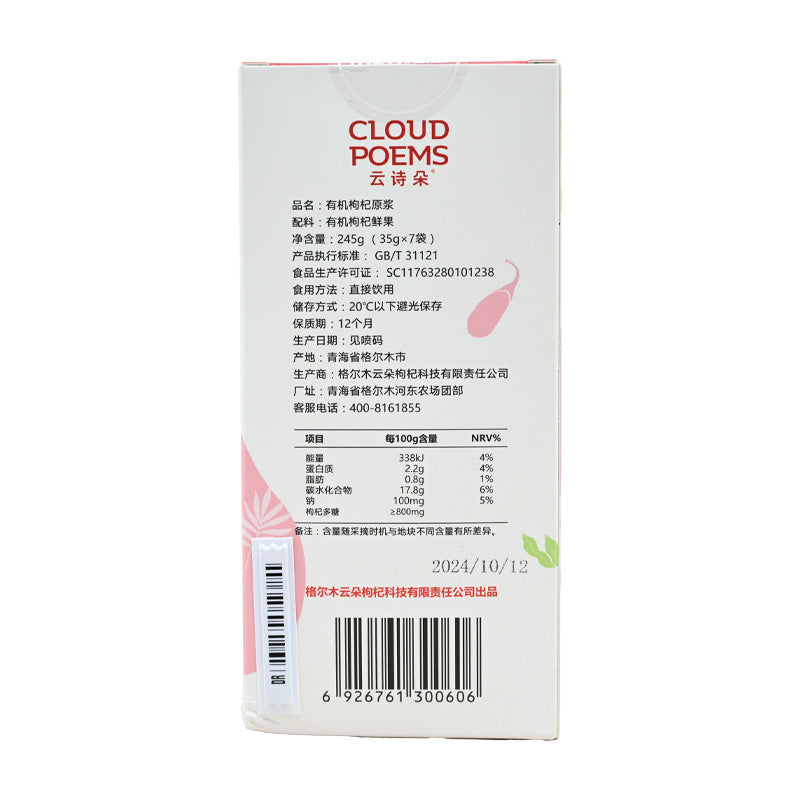 CLOUD
POEMS
云诗朵®
品名：有机枸杞原浆
配料：有机枸杞鲜果
净含量：245g（35g×7袋）
产品执行标准： GB/T 31121
食品生产许可证： SC11763280101238
食用方法：直接饮用
储存方式：20℃以下避光保存
保质期：12个月
生产日期：见喷码
产地：青海省格尔木市
生产商：格尔木云朵枸杞科技有限责任公司
厂址：青海省格尔木河东农场团部
客服电话：400-8161855
项目 每100g含量 NRV%
能量 338kJ 4%
蛋白质 2.2g 4%
脂肪 0.8g 1%
碳水化合物 17.8g 6%
钠 100mg 5%
枸杞多糖 ≥800mg
备注：含量随采摘时机与地块不同含量有所差异。
2024/10/12
格尔木云朵枸杞科技有限责任公司出品
6 926761 300606
DR